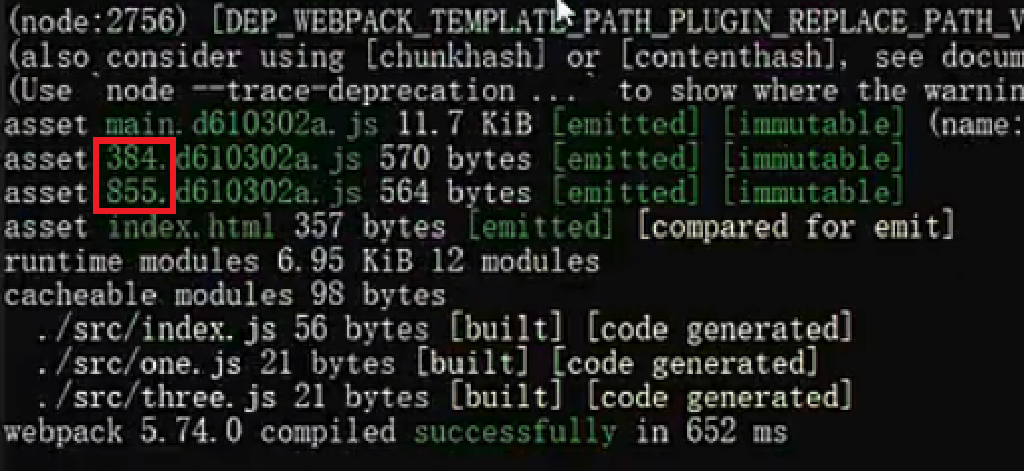 (node:2756) [DEP_WEBPACK_TEMPLATE_PATH_PLUGIN_REPLACE_PATH_V
(also consider using [chunkhash] or [contenthash], see docum
(Use `node --trace-deprecation ...` to show where the warnin
asset main.d610302a.js 11.7 KiB [emitted] [immutable] (name:
asset 384.d610302a.js 570 bytes [emitted] [immutable]
asset 855.d610302a.js 564 bytes [emitted] [immutable]
asset index.html 357 bytes [emitted] [compared for emit]
runtime modules 6.95 KiB 12 modules
cacheable modules 98 bytes
./src/index.js 56 bytes [built] [code generated]
./src/one.js 21 bytes [built] [code generated]
./src/three.js 21 bytes [built] [code generated]
webpack 5.74.0 compiled successfully in 652 ms